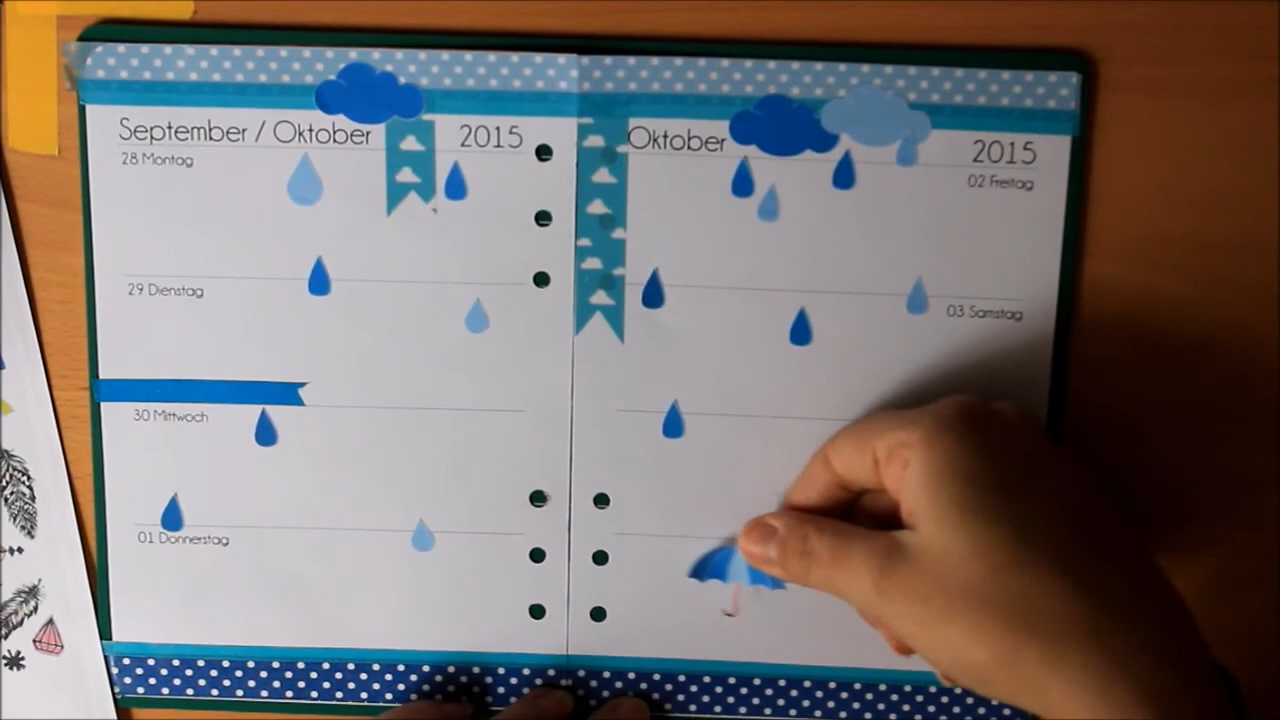 September / Oktober 2015
28 Montag
29 Dienstag
30 Mittwoch
01 Donnerstag
Oktober 2015
02 Freitag
03 Samstag